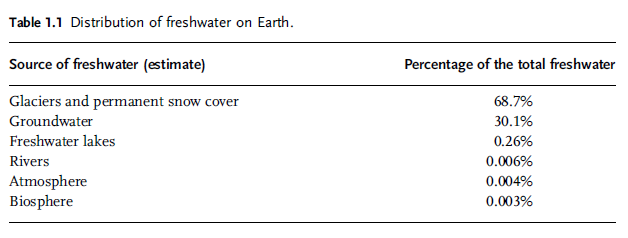 Table 1.1 Distribution of freshwater on Earth.
Source of freshwater (estimate) Percentage of the total freshwater
Glaciers and permanent snow cover 68.7%
Groundwater 30.1%
Freshwater lakes 0.26%
Rivers 0.006%
Atmosphere 0.004%
Biosphere 0.003%